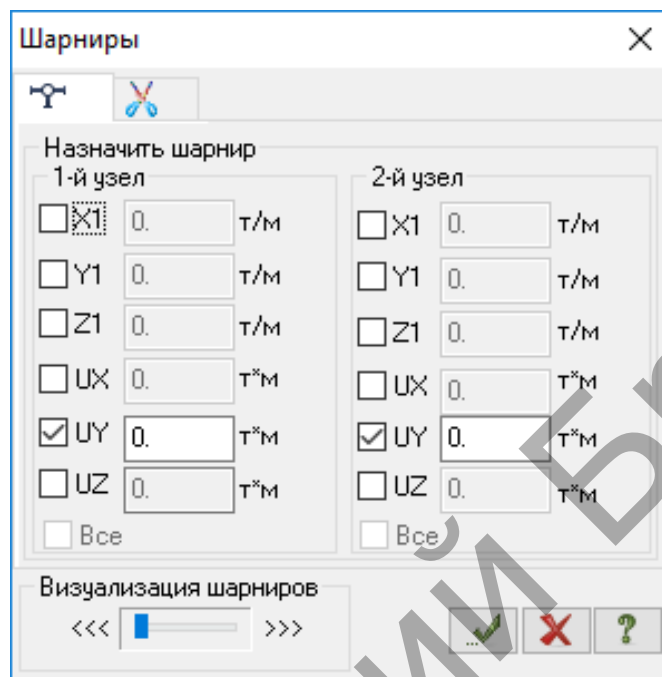 Шарниры
Назначить шарнир
1-й узел
X1 0. т/м
Y1 0. т/м
Z1 0. т/м
UX 0. т*м
UY 0. т*м
UZ 0. т*м
Все
2-й узел
X1 0. т/м
Y1 0. т/м
Z1 0. т/м
UX 0. т*м
UY 0. т*м
UZ 0. т*м
Все
Визуализация шарниров
<<< >>>